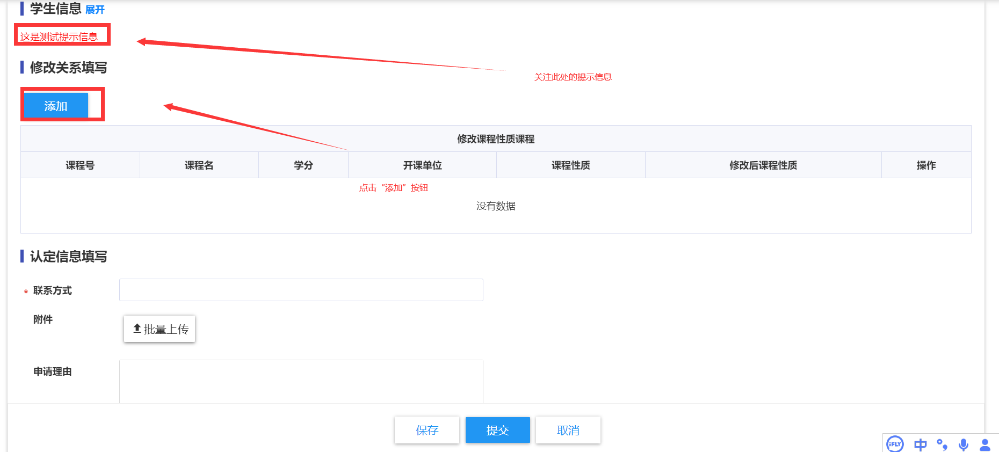 学生信息 展开
这是测试提示信息
修改关系填写
关注此处的提示信息
添加
修改课程性质课程
课程号 课程名 学分 开课单位 课程性质 修改后课程性质 操作
点击“添加”按钮
没有数据
认定信息填写
* 联系方式
附件 批量上传
申请理由
保存 提交 取消
iFLY 中